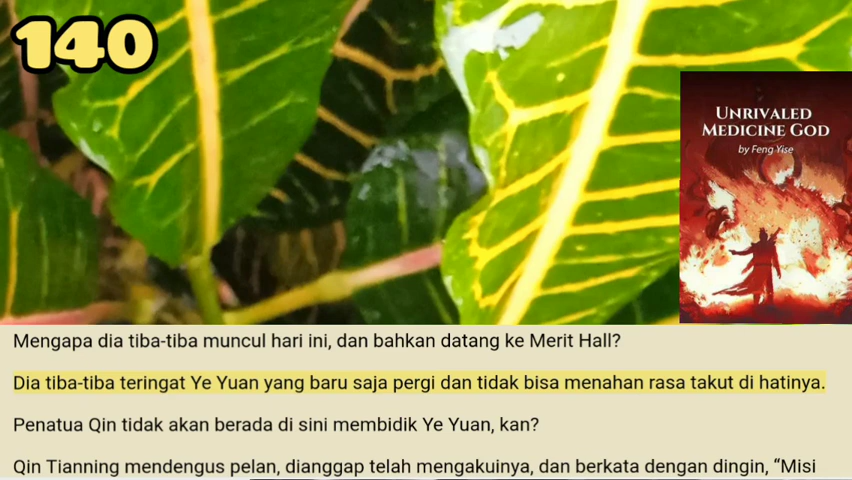 140
UNRIVALED
MEDICINE GOD
by Feng Yise
Mengapa dia tiba-tiba muncul hari ini, dan bahkan datang ke Merit Hall?
Dia tiba-tiba teringat Ye Yuan yang baru saja pergi dan tidak bisa menahan rasa takut di hatinya.
Penatua Qin tidak akan berada di sini membidik Ye Yuan, kan?
Qin Tianning mendengus pelan, dianggap telah mengakuinya, dan berkata dengan dingin, “Misi